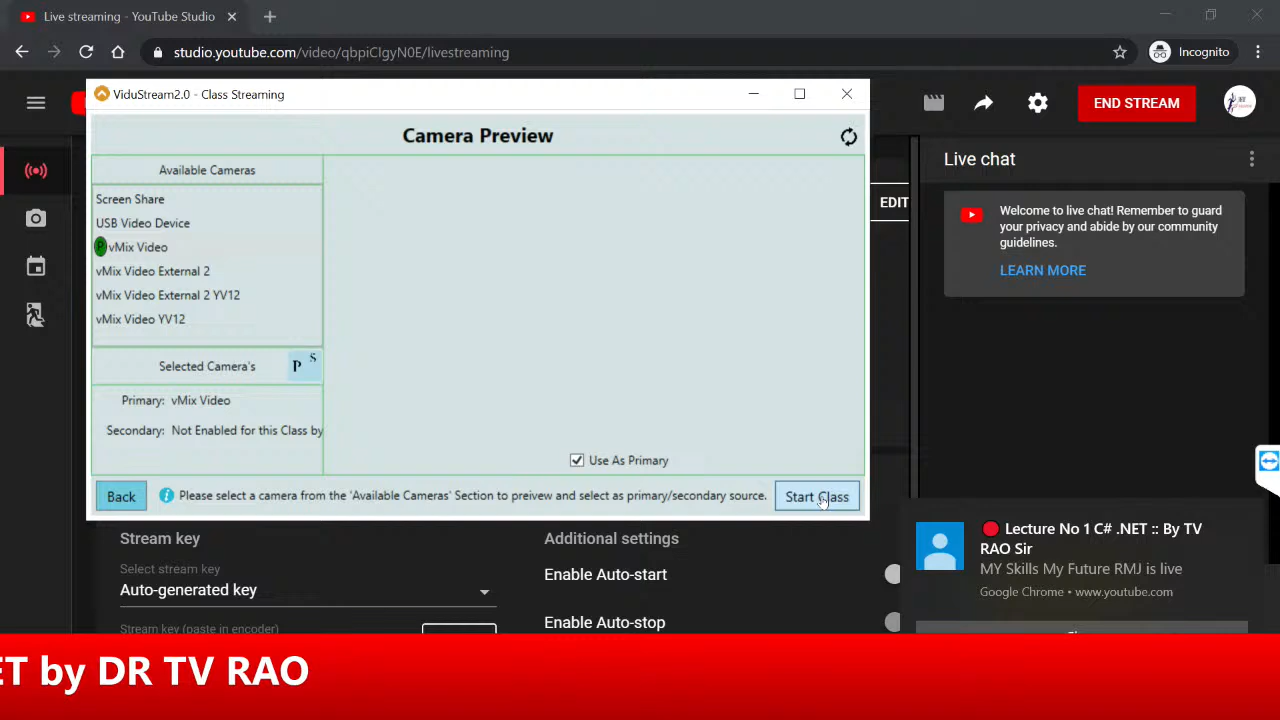 Live streaming - YouTube Studio
studio.youtube.com/video/qbpiCIgyN0E/livestreaming
Incognito
ViduStream2.0 - Class Streaming
END STREAM
Camera Preview
Available Cameras
Screen Share
USB Video Device
P vMix Video
vMix Video External 2
vMix Video External 2 YV12
vMix Video YV12
Selected Camera's
P S
Primary: vMix Video
Secondary: Not Enabled for this Class by
Use As Primary
Back
Please select a camera from the 'Available Cameras' Section to preivew and select as primary/secondary source.
Start Class
EDIT
Live chat
Welcome to live chat! Remember to guard
your privacy and abide by our community
guidelines.
LEARN MORE
Stream key
Select stream key
Auto-generated key
Stream key (paste in encoder)
Additional settings
Enable Auto-start
Enable Auto-stop
Lecture No 1 C# .NET :: By TV
RAO Sir
MY Skills My Future RMJ is live
Google Chrome • www.youtube.com
ET by DR TV RAO